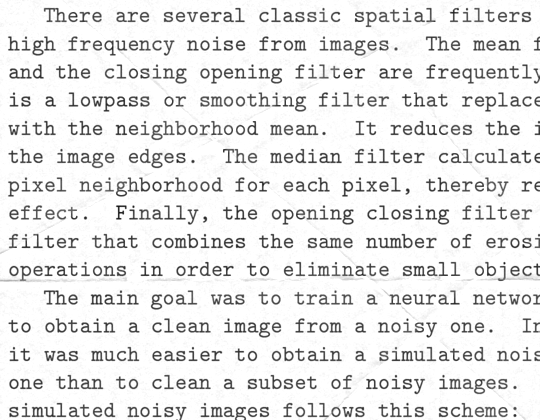 There are several classic spatial filters
high frequency noise from images. The mean f
and the closing opening filter are frequently
is a lowpass or smoothing filter that replace
with the neighborhood mean. It reduces the i
the image edges. The median filter calculate
pixel neighborhood for each pixel, thereby re
effect. Finally, the opening closing filter
filter that combines the same number of erosi
operations in order to eliminate small object
The main goal was to train a neural networ
to obtain a clean image from a noisy one. In
it was much easier to obtain a simulated nois
one than to clean a subset of noisy images.
simulated noisy images follows this scheme: